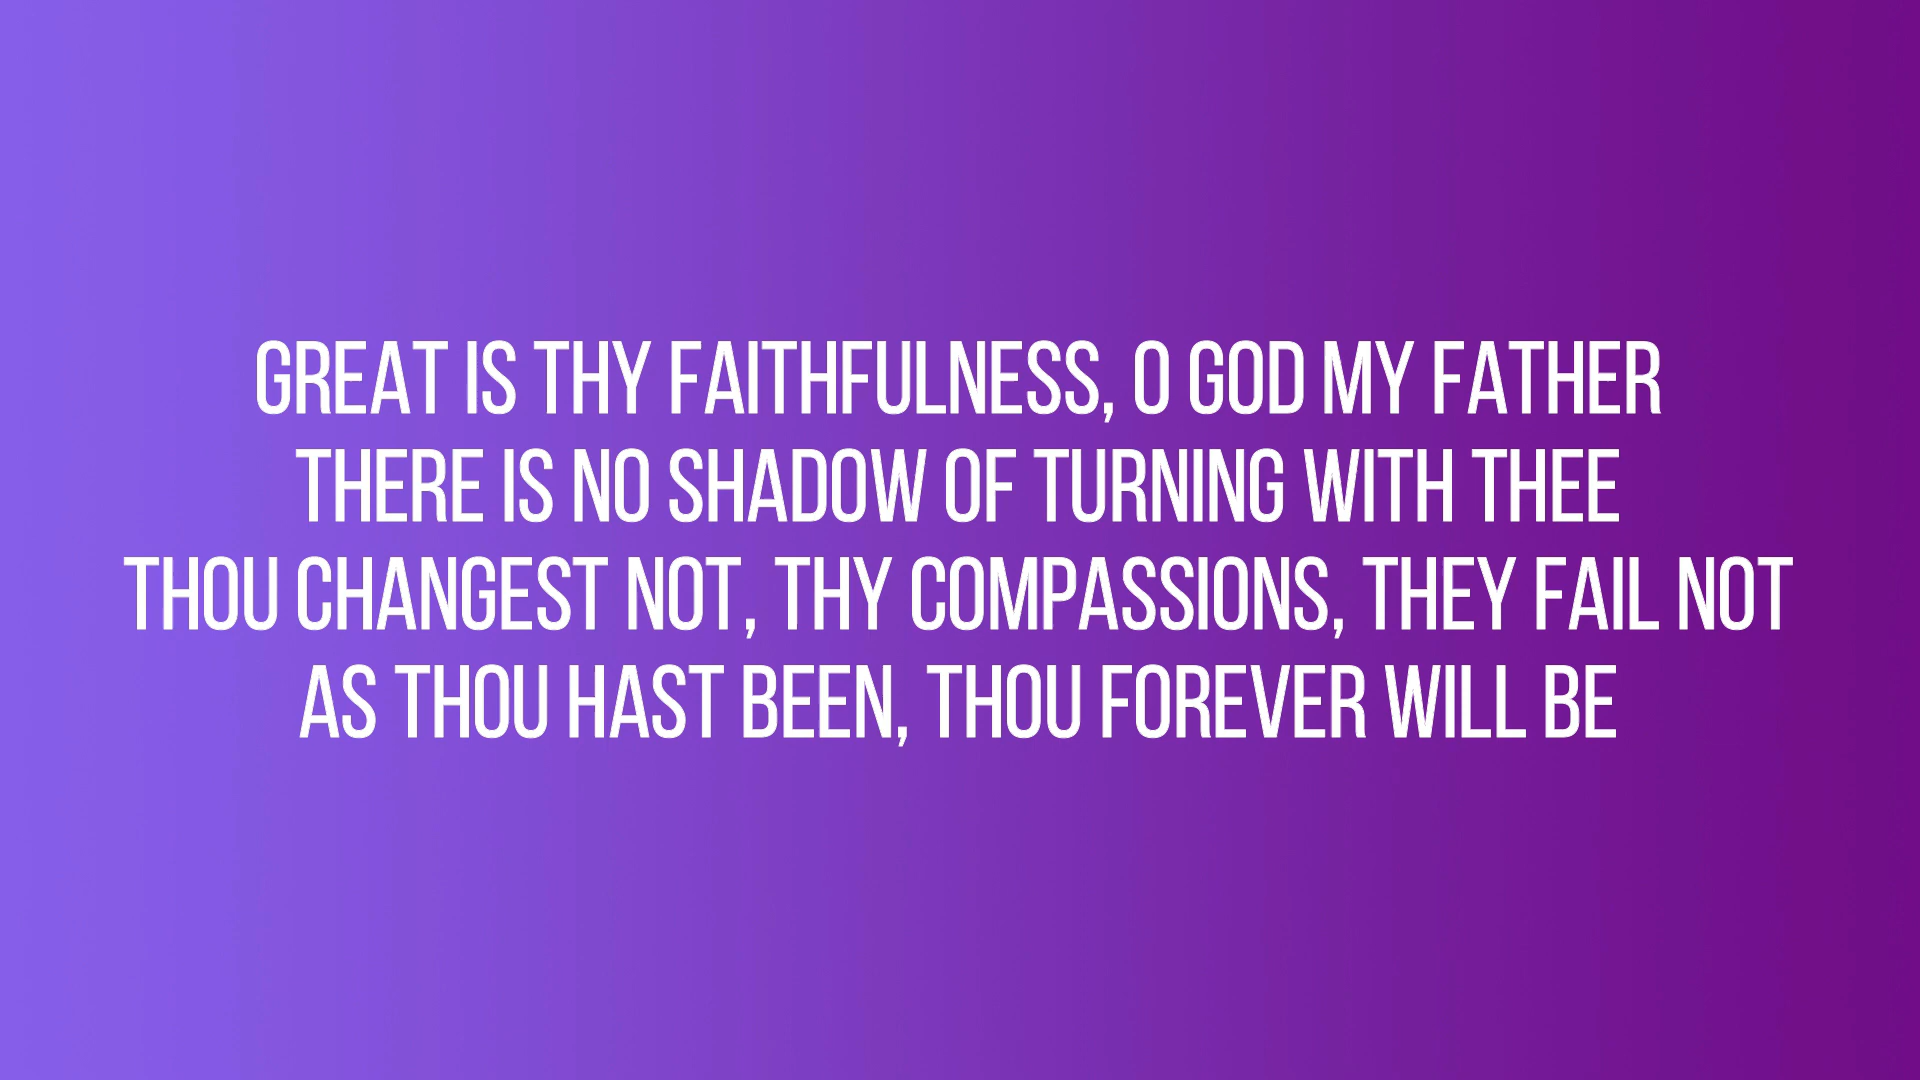 GREAT IS THY FAITHFULNESS, O GOD MY FATHER
THERE IS NO SHADOW OF TURNING WITH THEE
THOU CHANGEST NOT, THY COMPASSIONS, THEY FAIL NOT
AS THOU HAST BEEN, THOU FOREVER WILL BE